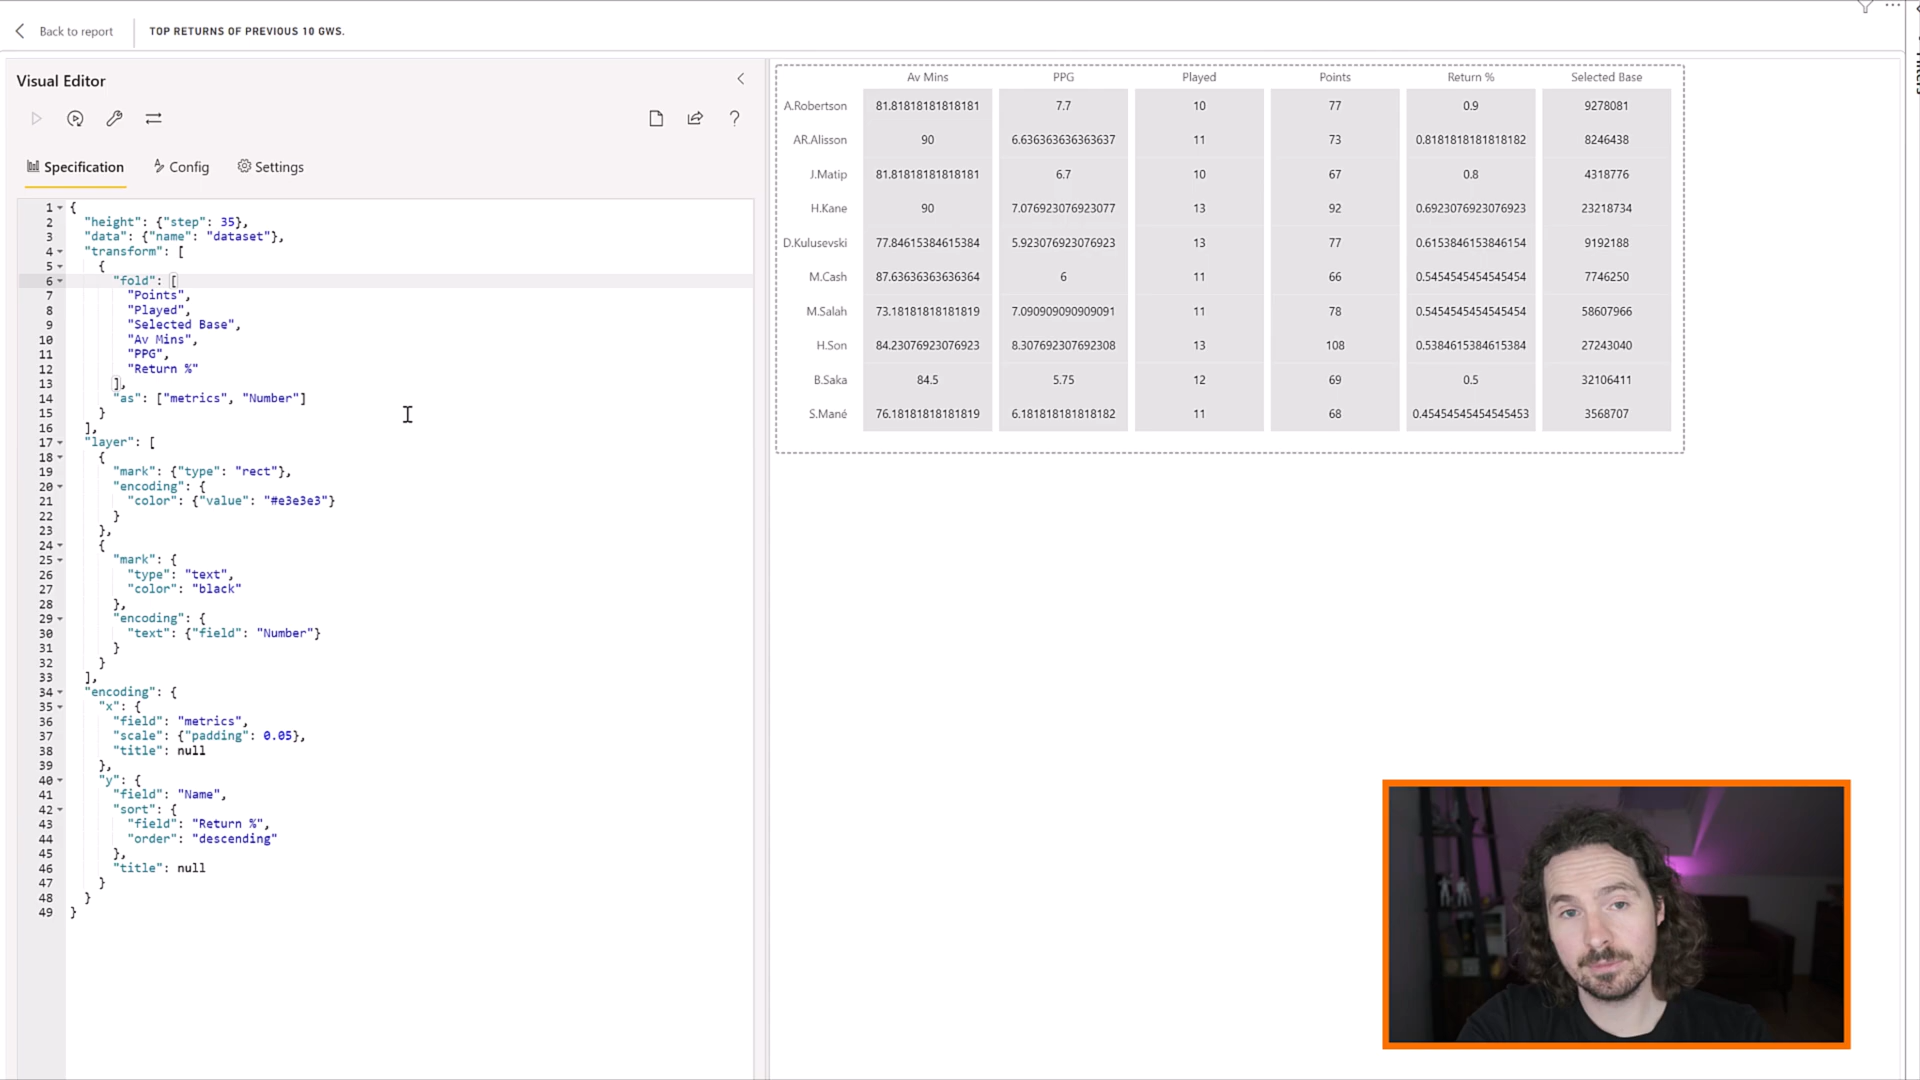 Back to report
TOP RETURNS OF PREVIOUS 10 GWS.
Visual Editor
?
Specification
Config
Settings
1 {
2 "height": {"step": 35},
3 "data": {"name": "dataset"},
4 "transform": [
5 {
6 "fold": [
7 "Points",
8 "Played",
9 "Selected Base",
10 "Av Mins",
11 "PPG",
12 "Return %"
13 ],
14 "as": ["metrics", "Number"]
15 }
16 ],
17 "layer": [
18 {
19 "mark": {"type": "rect"},
20 "encoding": {
21 "color": {"value": "#e3e3e3"}
22 }
23 },
24 {
25 "mark": {
26 "type": "text",
27 "color": "black"
28 },
29 "encoding": {
30 "text": {"field": "Number"}
31 }
32 }
33 ],
34 "encoding": {
35 "x": {
36 "field": "metrics",
37 "scale": {"padding": 0.05},
38 "title": null
39 },
40 "y": {
41 "field": "Name",
42 "sort": {
43 "field": "Return %",
44 "order": "descending"
45 },
46 "title": null
47 }
48 }
49 }
Av Mins PPG Played Points Return % Selected Base
A.Robertson 81.81818181818181 7.7 10 77 0.9 9278081
AR.Alisson 90 6.636363636363637 11 73 0.8181818181818182 8246438
J.Matip 81.81818181818181 6.7 10 67 0.8 4318776
H.Kane 90 7.076923076923077 13 92 0.6923076923076923 23218734
D.Kulusevski 77.84615384615384 5.923076923076923 13 77 0.6153846153846154 9192188
M.Cash 87.63636363636364 6 11 66 0.5454545454545454 7746250
M.Salah 73.18181818181819 7.090909090909091 11 78 0.5454545454545454 58607966
H.Son 84.23076923076923 8.307692307692308 13 108 0.5384615384615384 27243040
B.Saka 84.5 5.75 12 69 0.5 32106411
S.Mané 76.18181818181819 6.181818181818182 11 68 0.45454545454545453 3568707